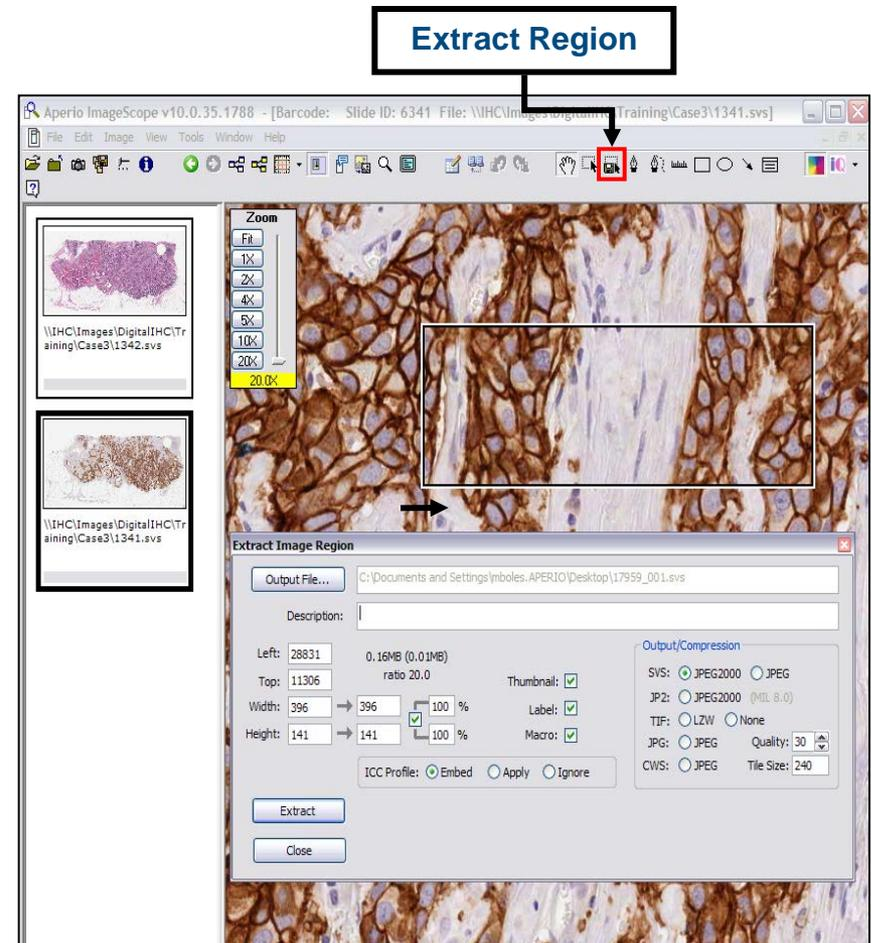 Extract Region
Aperio ImageScope v10.0.35.1788 - [Barcode: Slide ID: 6341 File: \\IHC\Images\DigitalIHC\Training\Case3\1341.svs]
File Edit Image View Tools Window Help
iQ
\\IHC\Images\DigitalIHC\Tr
aining\Case3\1342.svs
\\IHC\Images\DigitalIHC\Tr
aining\Case3\1341.svs
Zoom
Fit
1X
2X
4X
5X
10X
20X
20.0X
Extract Image Region
Output File... C:\Documents and Settings\mboles.APERIO\Desktop\17959_001.svs
Description:
Left: 28831
Top: 11306
Width: 396 396 100 %
Height: 141 141 100 %
0.16MB (0.01MB)
ratio 20.0
Thumbnail:
Label:
Macro:
ICC Profile: Embed Apply Ignore
Output/Compression
SVS: JPEG2000 JPEG
JP2: JPEG2000 (MIL 8.0)
TIF: LZW None
JPG: JPEG Quality: 30
CWS: JPEG Tile Size: 240
Extract
Close